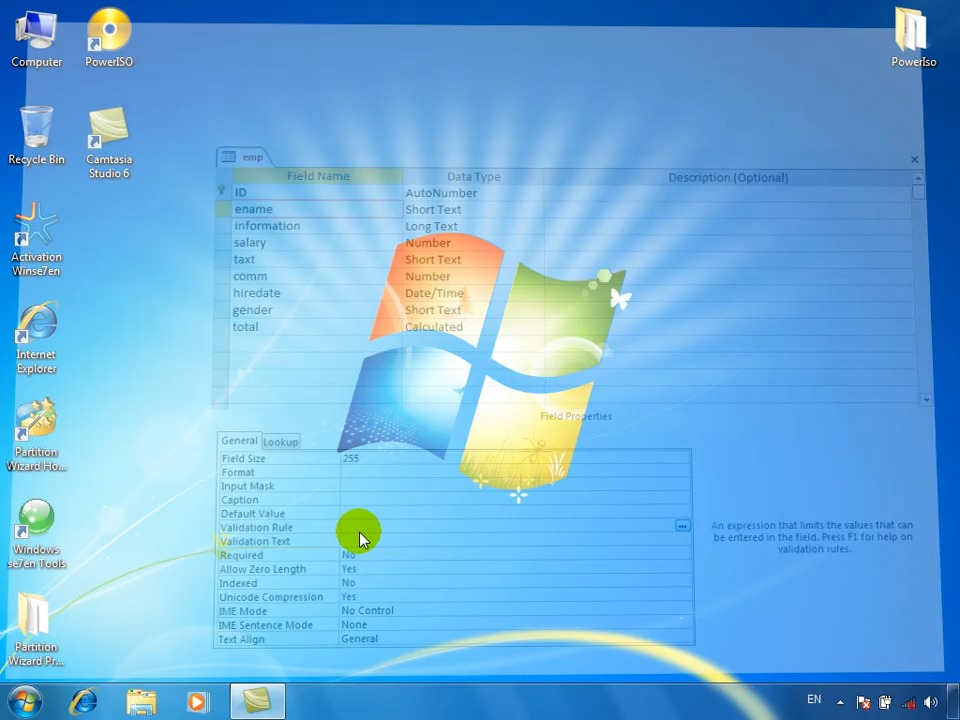 Computer
PowerISO
PowerIso
Recycle Bin
Camtasia
Studio 6
Activation
Winse7en
Internet
Explorer
Partition
Wizard Ho...
Windows
se7en Tools
Partition
Wizard Pr...
emp
Field Name Data Type Description (Optional)
ID AutoNumber
ename Short Text
information Long Text
salary Number
taxt Short Text
comm Number
hiredate Date/Time
gender Short Text
total Calculated
Field Properties
General Lookup
Field Size 255
Format
Input Mask
Caption
Default Value
Validation Rule
Validation Text
Required No
Allow Zero Length Yes
Indexed No
Unicode Compression Yes
IME Mode No Control
IME Sentence Mode None
Text Align General
An expression that limits the values that can
be entered in the field. Press F1 for help on
validation rules.
EN